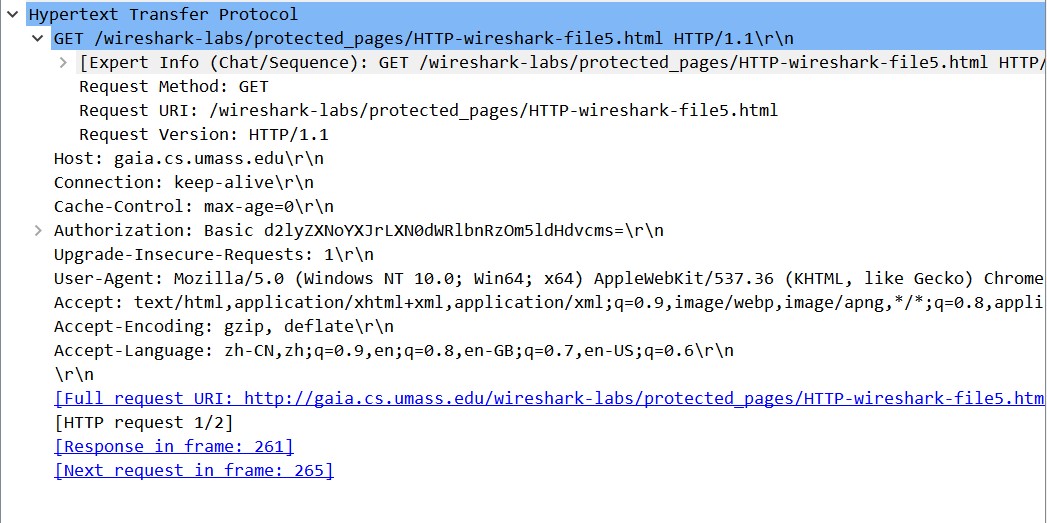 Hypertext Transfer Protocol
GET /wireshark-labs/protected_pages/HTTP-wireshark-file5.html HTTP/1.1\r\n
[Expert Info (Chat/Sequence): GET /wireshark-labs/protected_pages/HTTP-wireshark-file5.html HTTP/
Request Method: GET
Request URI: /wireshark-labs/protected_pages/HTTP-wireshark-file5.html
Request Version: HTTP/1.1
Host: gaia.cs.umass.edu\r\n
Connection: keep-alive\r\n
Cache-Control: max-age=0\r\n
Authorization: Basic d2lyZXNoYXJrLXN0dWRlbnRzOm5ldHdvcms=\r\n
Upgrade-Insecure-Requests: 1\r\n
User-Agent: Mozilla/5.0 (Windows NT 10.0; Win64; x64) AppleWebKit/537.36 (KHTML, like Gecko) Chrome
Accept: text/html,application/xhtml+xml,application/xml;q=0.9,image/webp,image/apng,*/*;q=0.8,appli
Accept-Encoding: gzip, deflate\r\n
Accept-Language: zh-CN,zh;q=0.9,en;q=0.8,en-GB;q=0.7,en-US;q=0.6\r\n
\r\n
[Full request URI: http://gaia.cs.umass.edu/wireshark-labs/protected_pages/HTTP-wireshark-file5.htm
[HTTP request 1/2]
[Response in frame: 261]
[Next request in frame: 265]